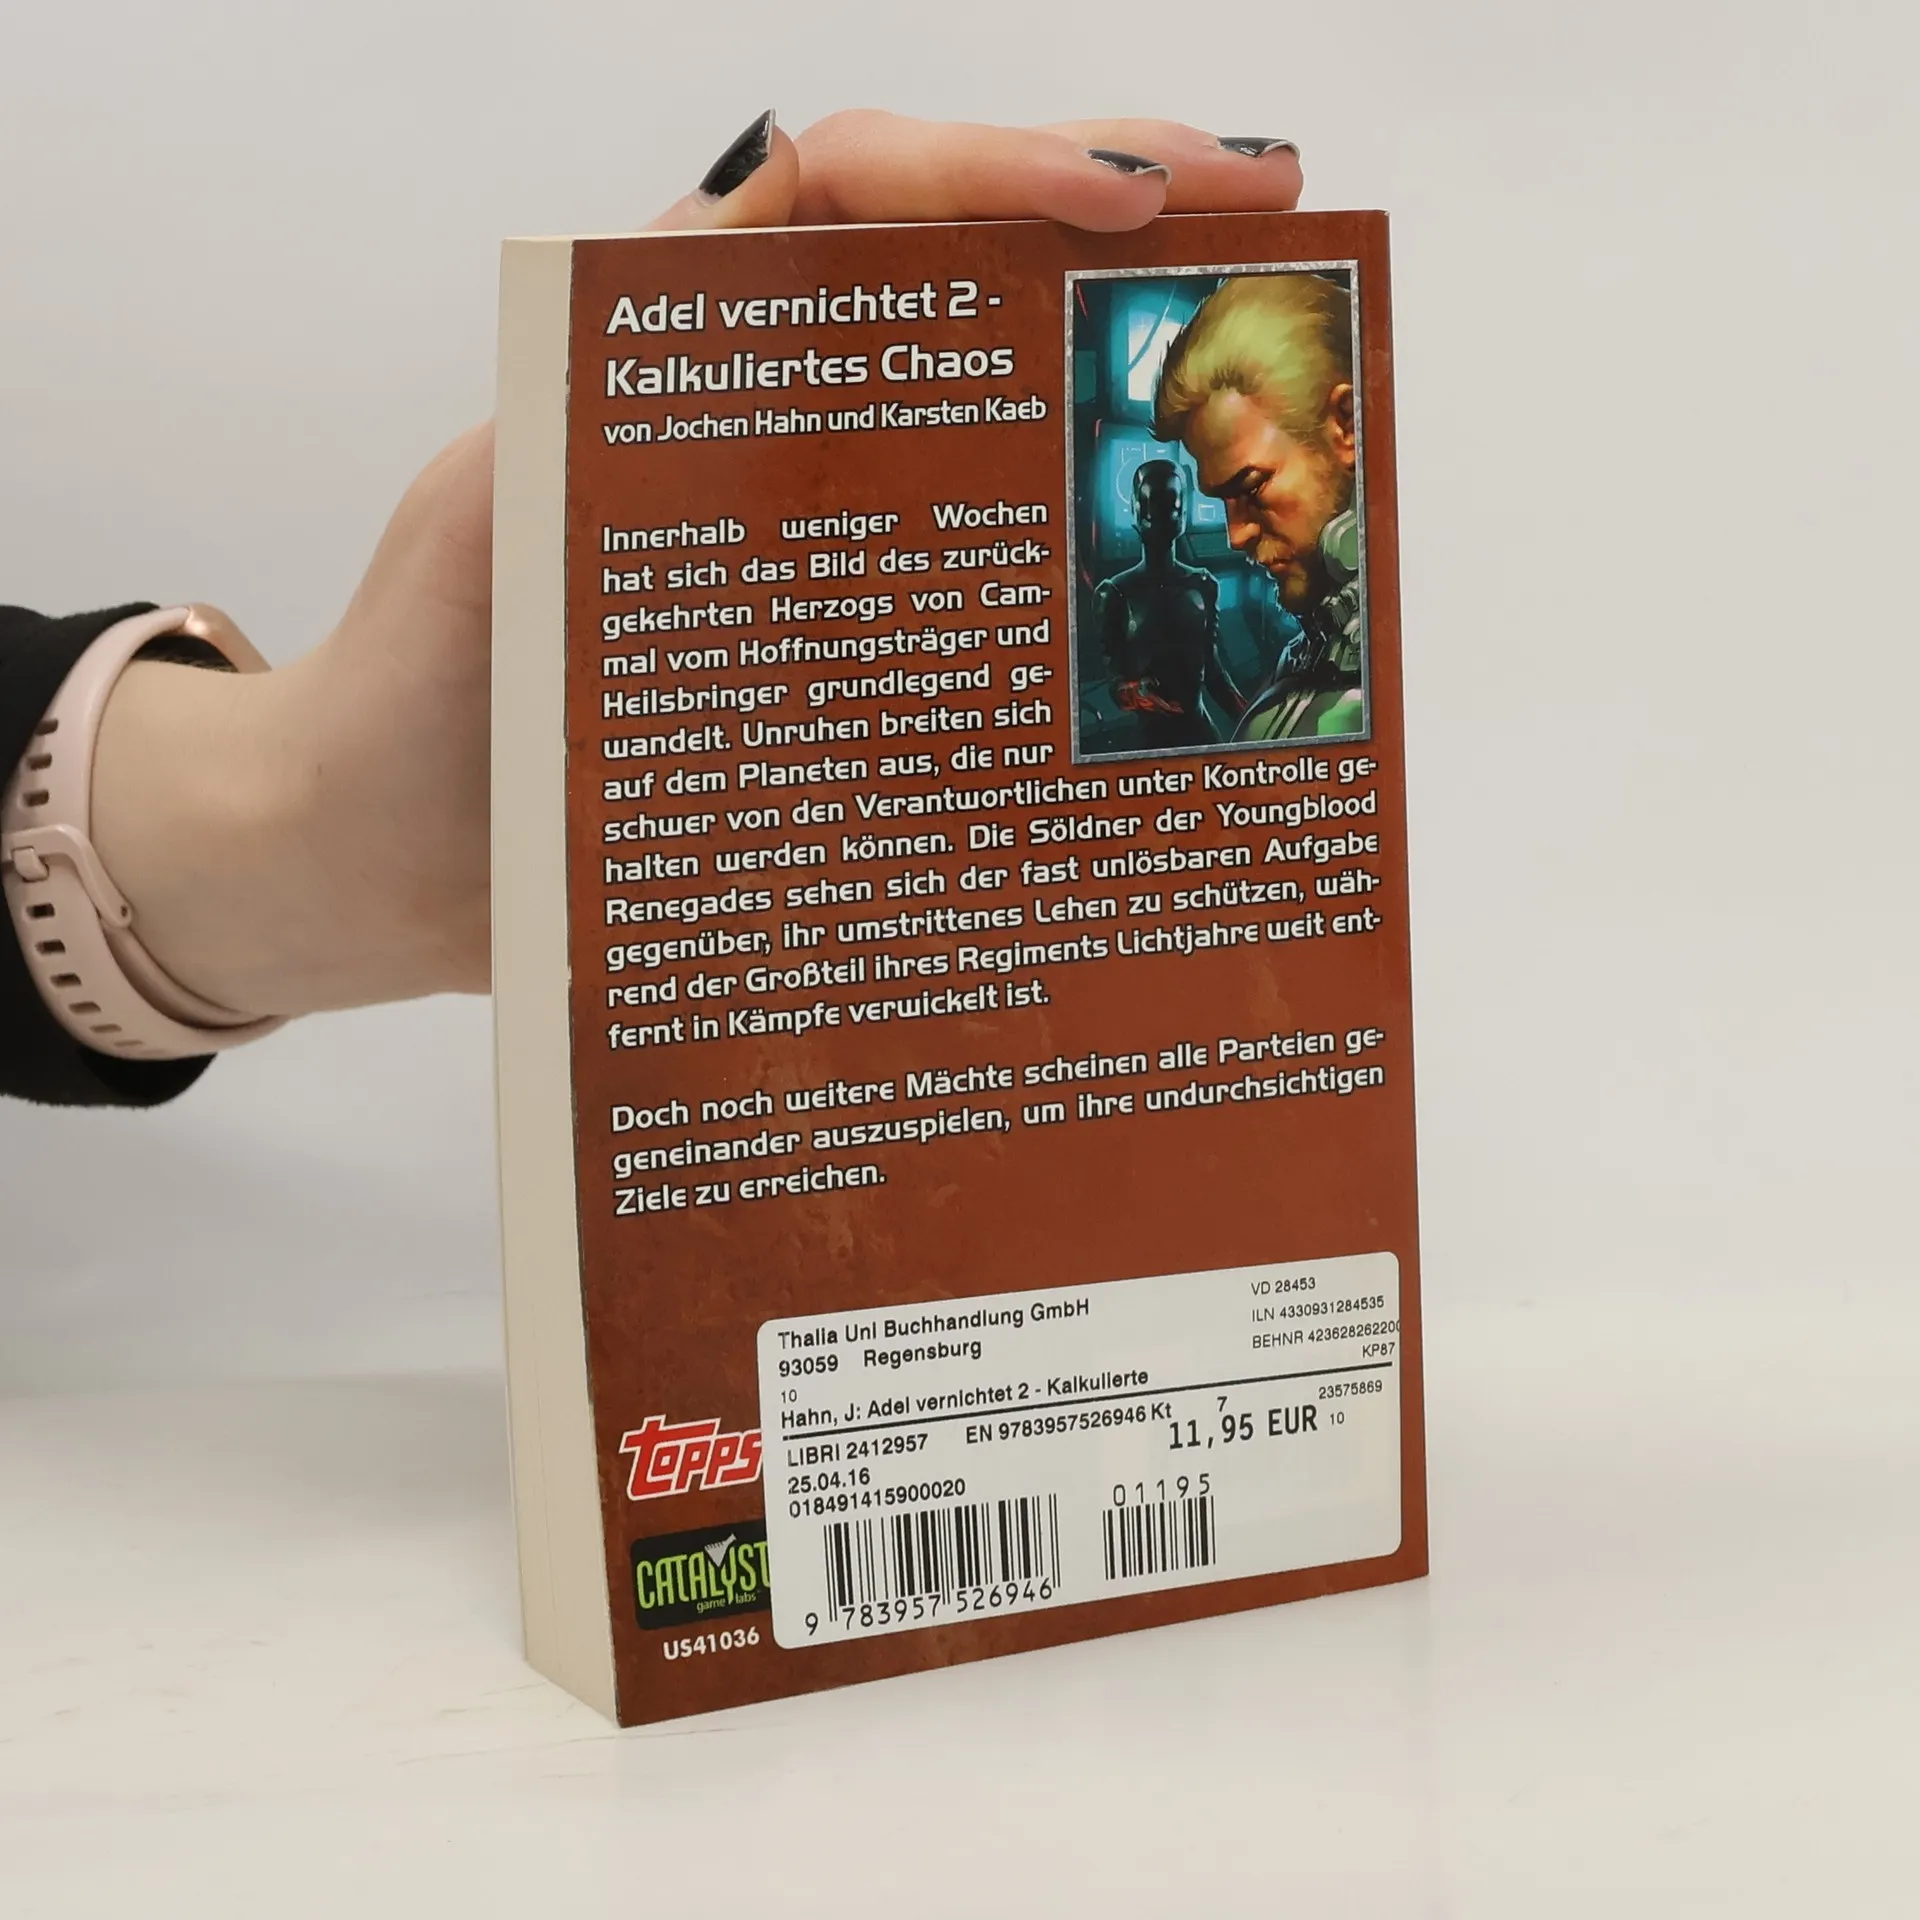 Adel vernichtet 2 -
Kalkuliertes Chaos
von Jochen Hahn und Karsten Kaeb
Innerhalb weniger Wochen
hat sich das Bild des zurück-
gekehrten Herzogs von Cam-
mal vom Hoffnungsträger und
Heilsbringer grundlegend ge-
wandelt. Unruhen breiten sich
auf dem Planeten aus, die nur
schwer von den Verantwortlichen unter Kontrolle ge-
halten werden können. Die Söldner der Youngblood
Renegades sehen sich der fast unlösbaren Aufgabe
gegenüber, ihr umstrittenes Lehen zu schützen, wäh-
rend der Großteil ihres Regiments Lichtjahre weit ent-
fernt in Kämpfe verwickelt ist.
Doch noch weitere Mächte scheinen alle Parteien ge-
geneinander auszuspielen, um ihre undurchsichtigen
Ziele zu erreichen.
Thalia Uni Buchhandlung GmbH
93059 Regensburg
VD 28453
ILN 4330931284535
BEHNR 423628262200
KP87
10
Hahn, J: Adel vernichtet 2 - Kalkulierte
LIBRI 2412957 EN 9783957526946 Kt
7
11,95 EUR
23575869
10
25.04.16
018491415900020
01195
9 783957 526946
Topps
CATALYST
game labs
US41036